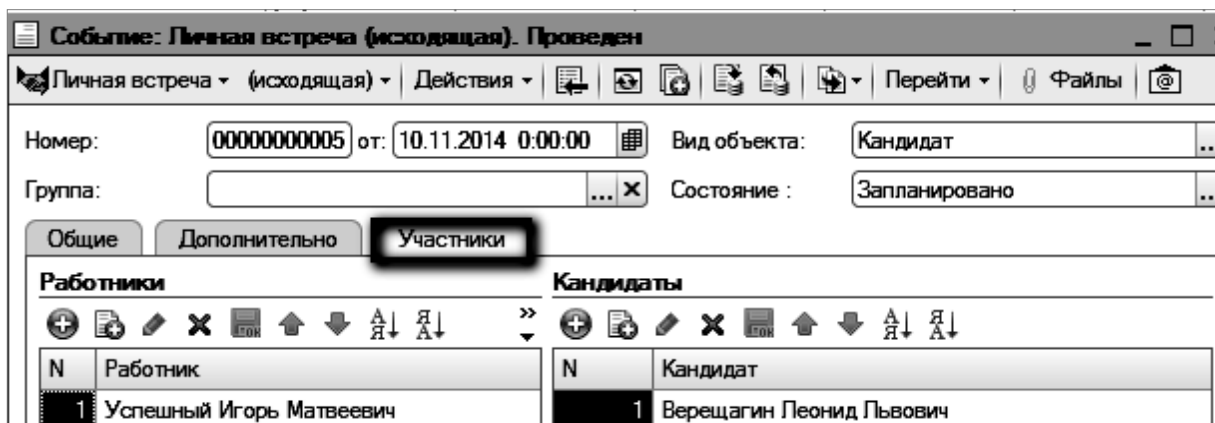 Событие: Личная встреча (исходящая). Проведен
Личная встреча (исходящая) Действия Перейти Файлы
Номер: 00000000005 от: 10.11.2014 0:00:00 Вид объекта: Кандидат ...
Группа: ... Состояние : Запланировано ...
Общие Дополнительно Участники
Работники Кандидаты
N Работник N Кандидат
1 Успешный Игорь Матвеевич 1 Верещагин Леонид Львович